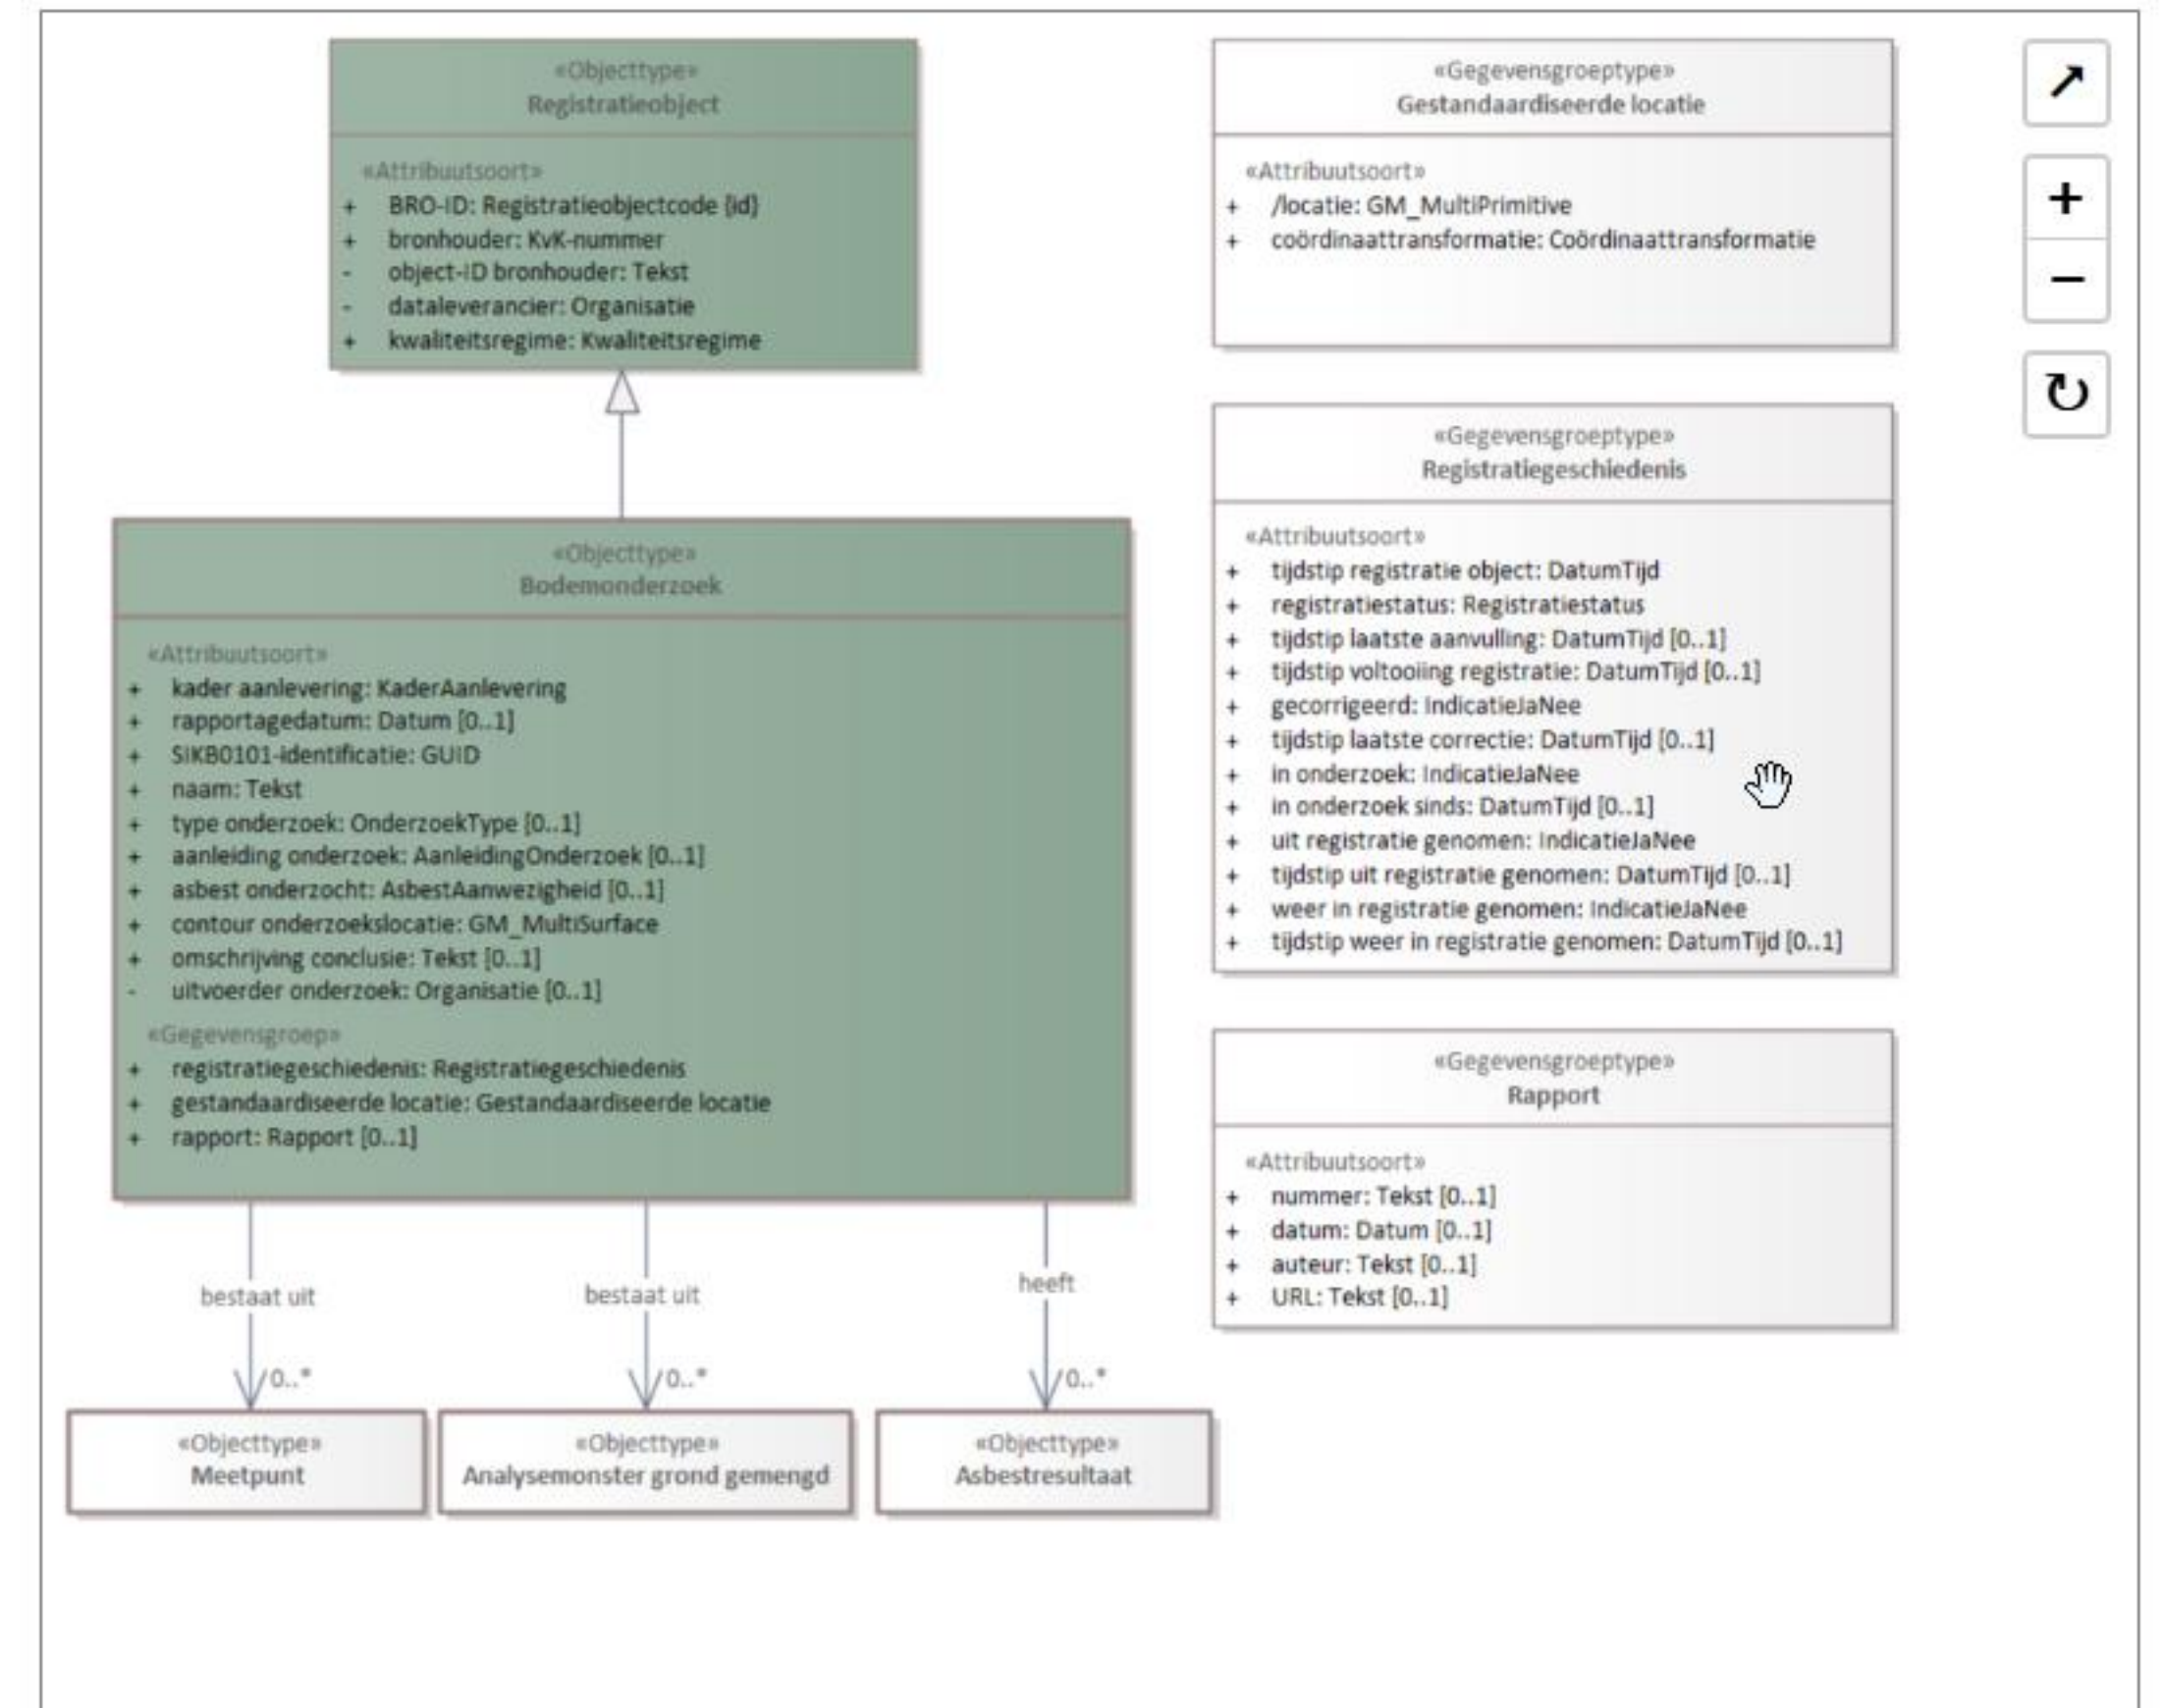 «Objecttype»
Registratieobject
«Attribuutsoort»
+ BRO-ID: Registratieobjectcode {id}
+ bronhouder: KvK-nummer
- object-ID bronhouder: Tekst
- dataleverancier: Organisatie
+ kwaliteitsregime: Kwaliteitsregime
«Gegevensgroeptype»
Gestandaardiseerde locatie
«Attribuutsoort»
+ /locatie: GM_MultiPrimitive
+ coördinaattransformatie: Coördinaattransformatie
«Objecttype»
Bodemonderzoek
«Attribuutsoort»
+ kader aanlevering: KaderAanlevering
+ rapportagedatum: Datum [0..1]
+ SIKB0101-identificatie: GUID
+ naam: Tekst
+ type onderzoek: OnderzoekType [0..1]
+ aanleiding onderzoek: AanleidingOnderzoek [0..1]
+ asbest onderzocht: AsbestAanwezigheid [0..1]
+ contour onderzoekslocatie: GM_MultiSurface
+ omschrijving conclusie: Tekst [0..1]
- uitvoerder onderzoek: Organisatie [0..1]
«Gegevensgroep»
+ registratiegeschiedenis: Registratiegeschiedenis
+ gestandaardiseerde locatie: Gestandaardiseerde locatie
+ rapport: Rapport [0..1]
«Gegevensgroeptype»
Registratiegeschiedenis
«Attribuutsoort»
+ tijdstip registratie object: DatumTijd
+ registratiestatus: Registratiestatus
+ tijdstip laatste aanvulling: DatumTijd [0..1]
+ tijdstip voltooiing registratie: DatumTijd [0..1]
+ gecorrigeerd: IndicatieJaNee
+ tijdstip laatste correctie: DatumTijd [0..1]
+ in onderzoek: IndicatieJaNee
+ in onderzoek sinds: DatumTijd [0..1]
+ uit registratie genomen: IndicatieJaNee
+ tijdstip uit registratie genomen: DatumTijd [0..1]
+ weer in registratie genomen: IndicatieJaNee
+ tijdstip weer in registratie genomen: DatumTijd [0..1]
«Gegevensgroeptype»
Rapport
«Attribuutsoort»
+ nummer: Tekst [0..1]
+ datum: Datum [0..1]
+ auteur: Tekst [0..1]
+ URL: Tekst [0..1]
bestaat uit
bestaat uit
heeft
0..*
0..*
0..*
«Objecttype»
Meetpunt
«Objecttype»
Analysemonster grond gemengd
«Objecttype»
Asbestresultaat